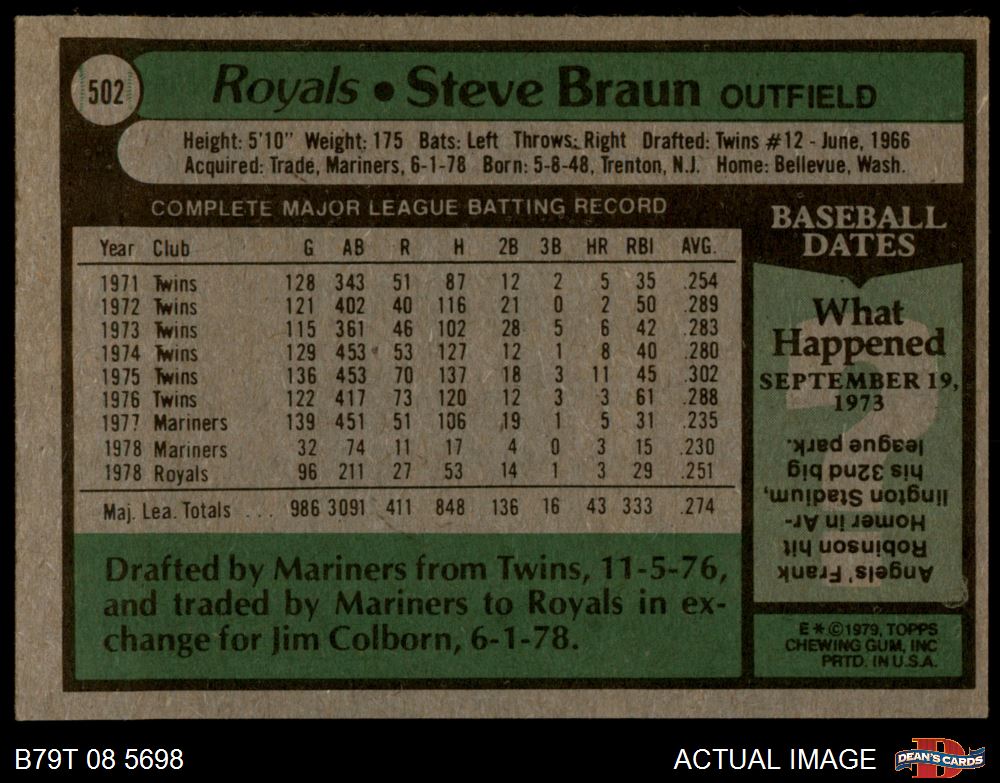 502
Royals • Steve Braun OUTFIELD
Height: 5'10" Weight: 175 Bats: Left Throws: Right Drafted: Twins #12 - June, 1966
Acquired: Trade, Mariners, 6-1-78 Born: 5-8-48, Trenton, N.J. Home: Bellevue, Wash.
COMPLETE MAJOR LEAGUE BATTING RECORD
Year Club G AB R H 2B 3B HR RBI AVG.
1971 Twins 128 343 51 87 12 2 5 35 .254
1972 Twins 121 402 40 116 21 0 2 50 .289
1973 Twins 115 361 46 102 28 5 6 42 .283
1974 Twins 129 453 53 127 12 1 8 40 .280
1975 Twins 136 453 70 137 18 3 11 45 .302
1976 Twins 122 417 73 120 12 3 3 61 .288
1977 Mariners 139 451 51 106 19 1 5 31 .235
1978 Mariners 32 74 11 17 4 0 3 15 .230
1978 Royals 96 211 27 53 14 1 3 29 .251
Maj. Lea. Totals ... 986 3091 411 848 136 16 43 333 .274
Drafted by Mariners from Twins, 11-5-76,
and traded by Mariners to Royals in ex-
change for Jim Colborn, 6-1-78.
BASEBALL
DATES
What
Happened
SEPTEMBER 19,
1973
?
Angels' Frank
Robinson hit
Homer in Ar-
lington Stadium,
his 32nd big
league park.
E*©1979, TOPPS
CHEWING GUM, INC
PRTD. IN U.S.A.
B79T 08 5698
ACTUAL IMAGE
D
DEAN'S CARDS